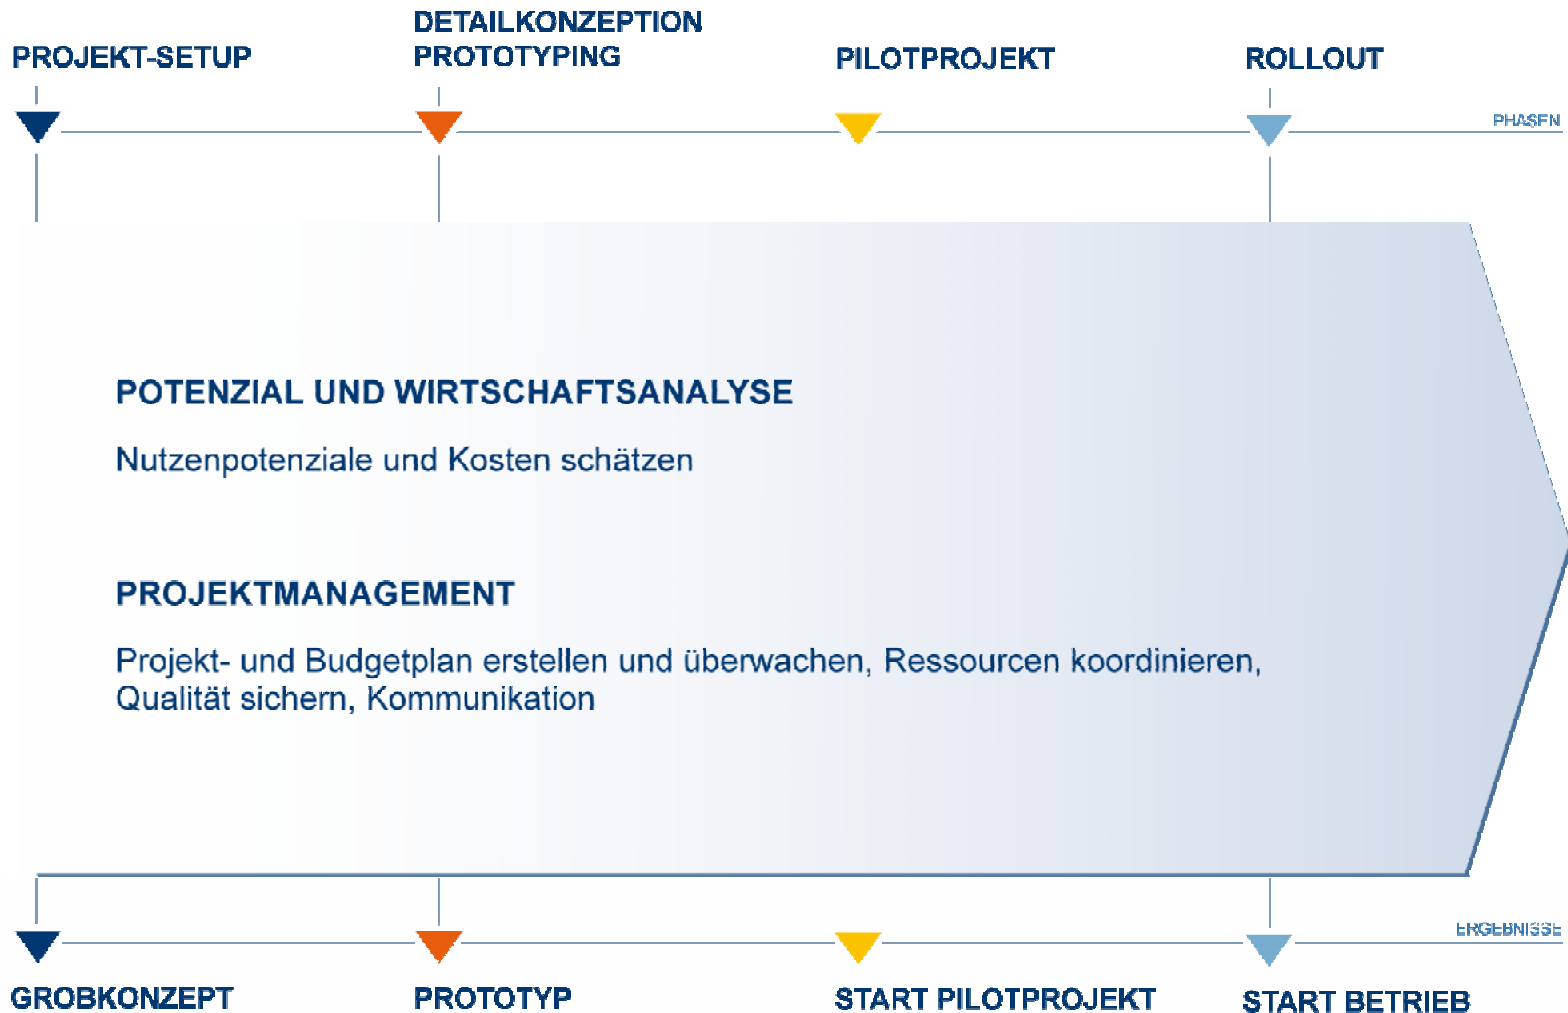 PROJEKT-SETUP
DETAILKONZEPTION
PROTOTYPING
PILOTPROJEKT
ROLLOUT
PHASEN
POTENZIAL UND WIRTSCHAFTSANALYSE
Nutzenpotenziale und Kosten schätzen
PROJEKTMANAGEMENT
Projekt- und Budgetplan erstellen und überwachen, Ressourcen koordinieren,
Qualität sichern, Kommunikation
ERGEBNISSE
GROBKONZEPT
PROTOTYP
START PILOTPROJEKT
START BETRIEB